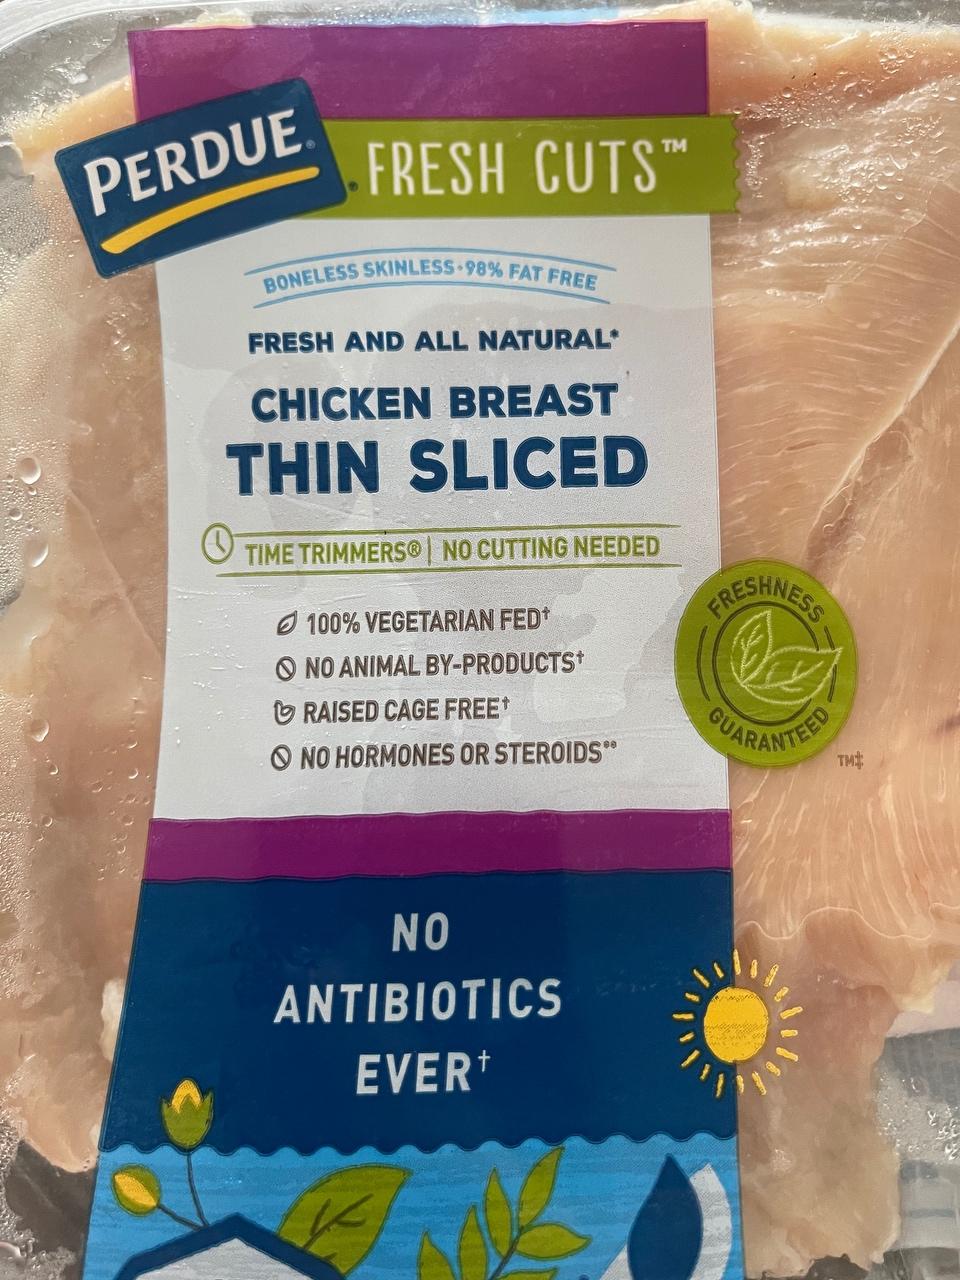 PERDUE®
FRESH CUTS™
BONELESS SKINLESS•98% FAT FREE
FRESH AND ALL NATURAL*
CHICKEN BREAST
THIN SLICED
TIME TRIMMERS® | NO CUTTING NEEDED
100% VEGETARIAN FED†
NO ANIMAL BY-PRODUCTS†
RAISED CAGE FREE†
NO HORMONES OR STEROIDS**
FRESHNESS
GUARANTEED
TM‡
NO
ANTIBIOTICS
EVER†